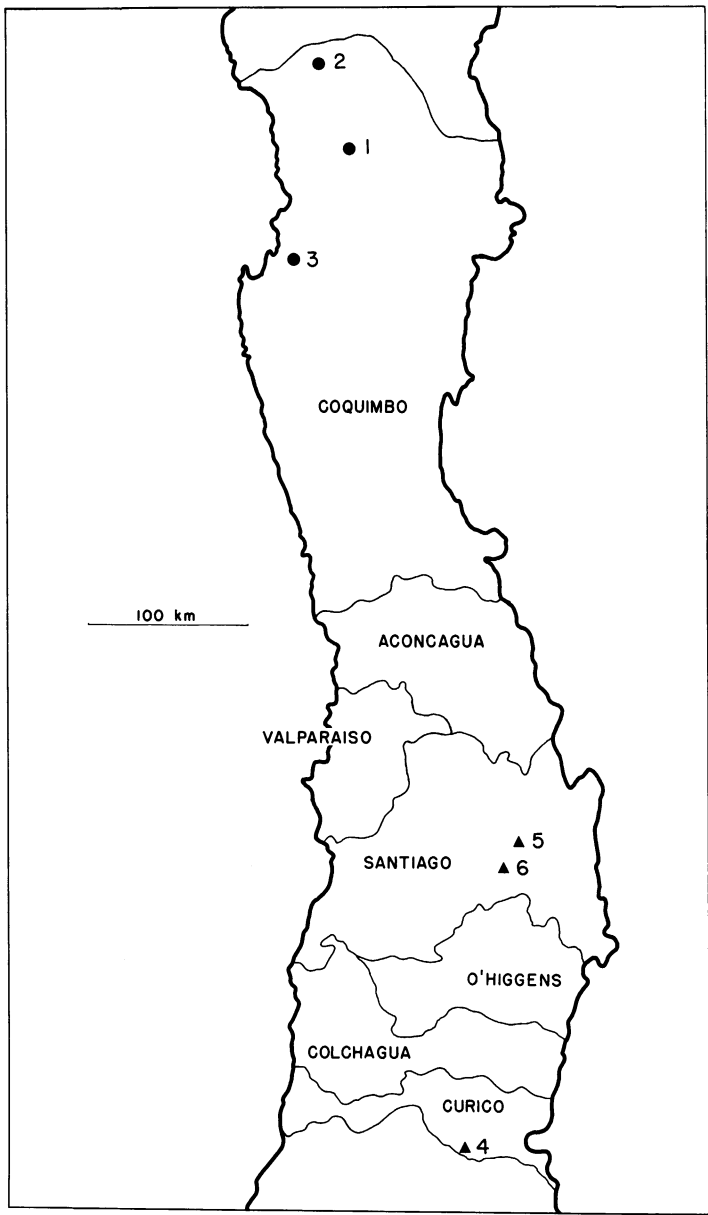 2
1
3
COQUIMBO
100 km
ACONCAGUA
VALPARAISO
5
SANTIAGO
6
O'HIGGENS
COLCHAGUA
CURICO
4